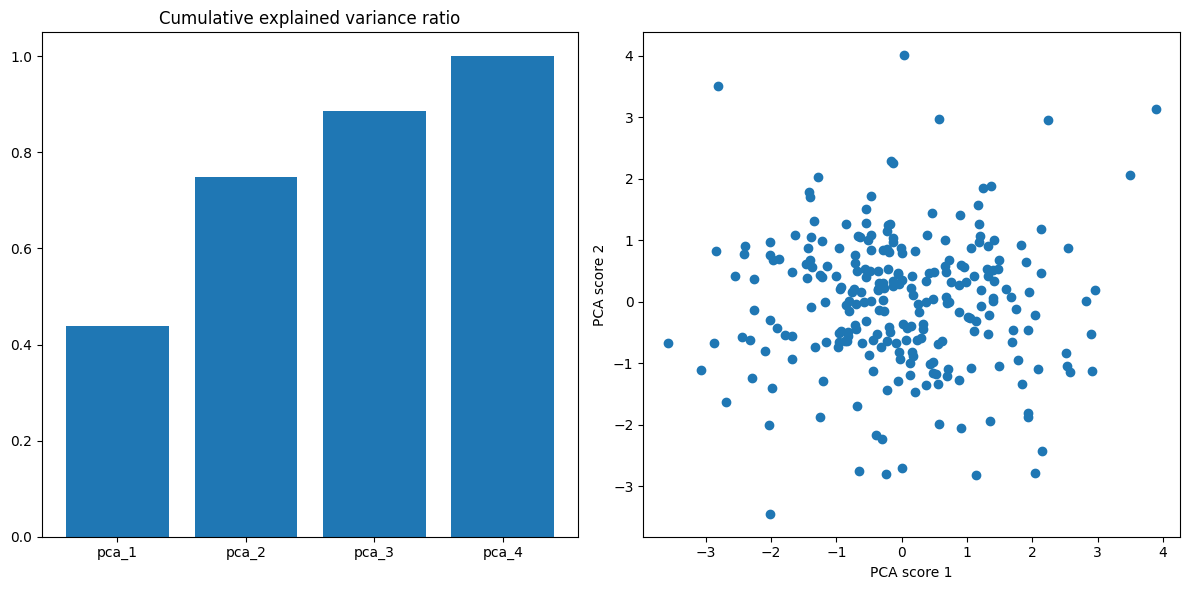 Cumulative explained variance ratio
1.0
0.8
0.6
0.4
0.2
0.0
pca_1 pca_2 pca_3 pca_4
PCA score 2
4
3
2
1
0
−1
−2
−3
−3 −2 −1 0 1 2 3 4
PCA score 1